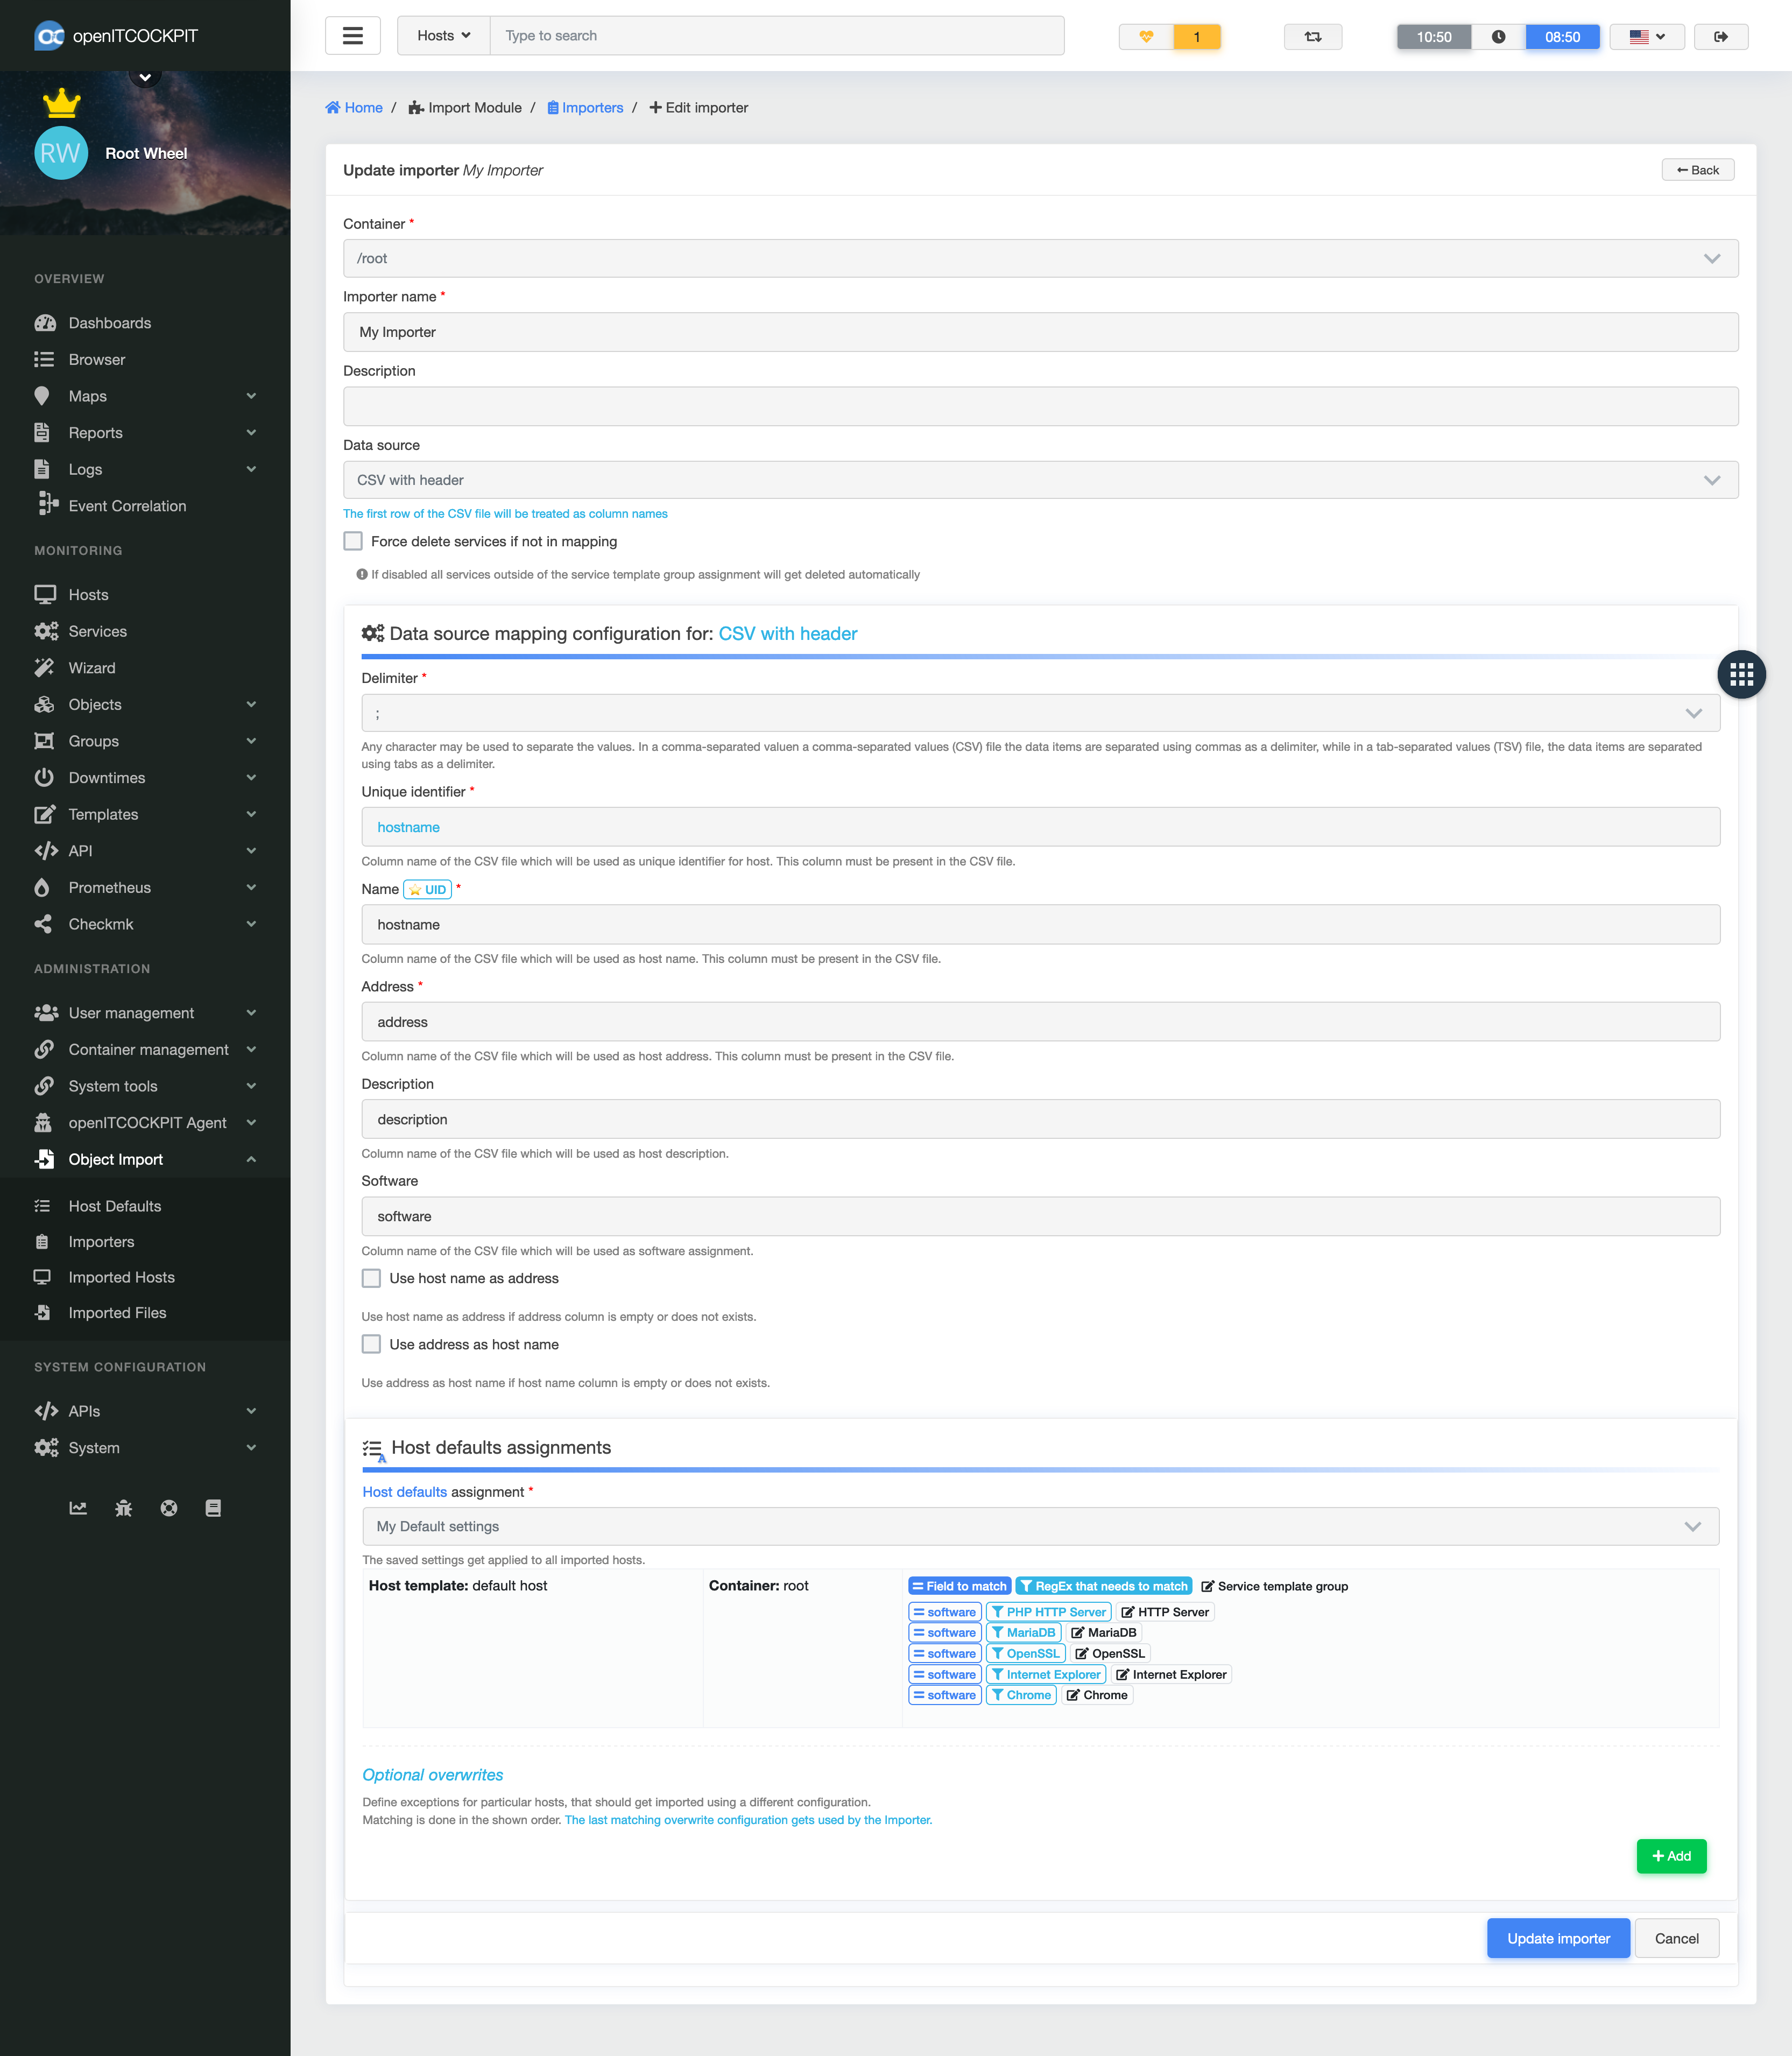 openITCOCKPIT
Hosts
Type to search
1
10:50
08:50
RW
Root Wheel
OVERVIEW
Dashboards
Browser
Maps
Reports
Logs
Event Correlation
MONITORING
Hosts
Services
Wizard
Objects
Groups
Downtimes
Templates
API
Prometheus
Checkmk
ADMINISTRATION
User management
Container management
System tools
openITCOCKPIT Agent
Object Import
Host Defaults
Importers
Imported Hosts
Imported Files
SYSTEM CONFIGURATION
APIs
System
Home / Import Module / Importers / Edit importer
Update importer My Importer
Back
Container *
/root
Importer name *
My Importer
Description
Data source
CSV with header
The first row of the CSV file will be treated as column names
Force delete services if not in mapping
If disabled all services outside of the service template group assignment will get deleted automatically
Data source mapping configuration for: CSV with header
Delimiter *
;
Any character may be used to separate the values. In a comma-separated valuen a comma-separated values (CSV) file the data items are separated using commas as a delimiter, while in a tab-separated values (TSV) file, the data items are separated
using tabs as a delimiter.
Unique identifier *
hostname
Column name of the CSV file which will be used as unique identifier for host. This column must be present in the CSV file.
Name UID *
hostname
Column name of the CSV file which will be used as host name. This column must be present in the CSV file.
Address *
address
Column name of the CSV file which will be used as host address. This column must be present in the CSV file.
Description
description
Column name of the CSV file which will be used as host description.
Software
software
Column name of the CSV file which will be used as software assignment.
Use host name as address
Use host name as address if address column is empty or does not exists.
Use address as host name
Use address as host name if host name column is empty or does not exists.
A
Host defaults assignments
Host defaults assignment *
My Default settings
The saved settings get applied to all imported hosts.
Host template: default host
Container: root
Field to match RegEx that needs to match Service template group
software PHP HTTP Server HTTP Server
software MariaDB MariaDB
software OpenSSL OpenSSL
software Internet Explorer Internet Explorer
software Chrome Chrome
Optional overwrites
Define exceptions for particular hosts, that should get imported using a different configuration.
Matching is done in the shown order. The last matching overwrite configuration gets used by the Importer.
Add
Update importer
Cancel